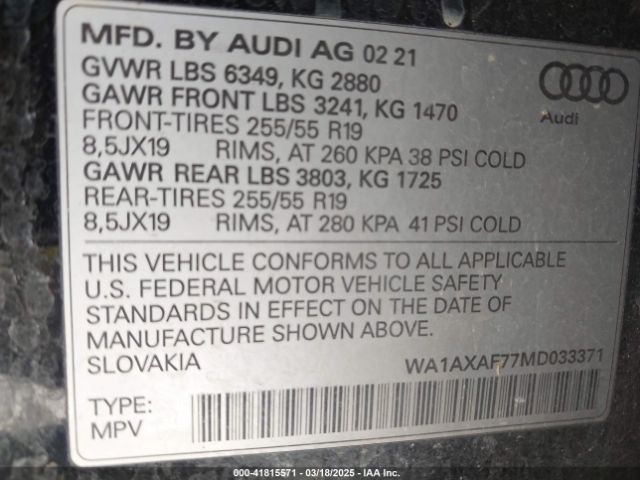 MFD. BY AUDI AG 02 21
GVWR LBS 6349, KG 2880
GAWR FRONT LBS 3241, KG 1470
FRONT-TIRES 255/55 R19
8,5JX19 RIMS, AT 260 KPA 38 PSI COLD
GAWR REAR LBS 3803, KG 1725
REAR-TIRES 255/55 R19
8,5JX19 RIMS, AT 280 KPA 41 PSI COLD
Audi
THIS VEHICLE CONFORMS TO ALL APPLICABLE
U.S. FEDERAL MOTOR VEHICLE SAFETY
STANDARDS IN EFFECT ON THE DATE OF
MANUFACTURE SHOWN ABOVE.
SLOVAKIA WA1AXAF77MD033371
TYPE:
MPV
000-41815571 - 03/18/2025 - IAA Inc.